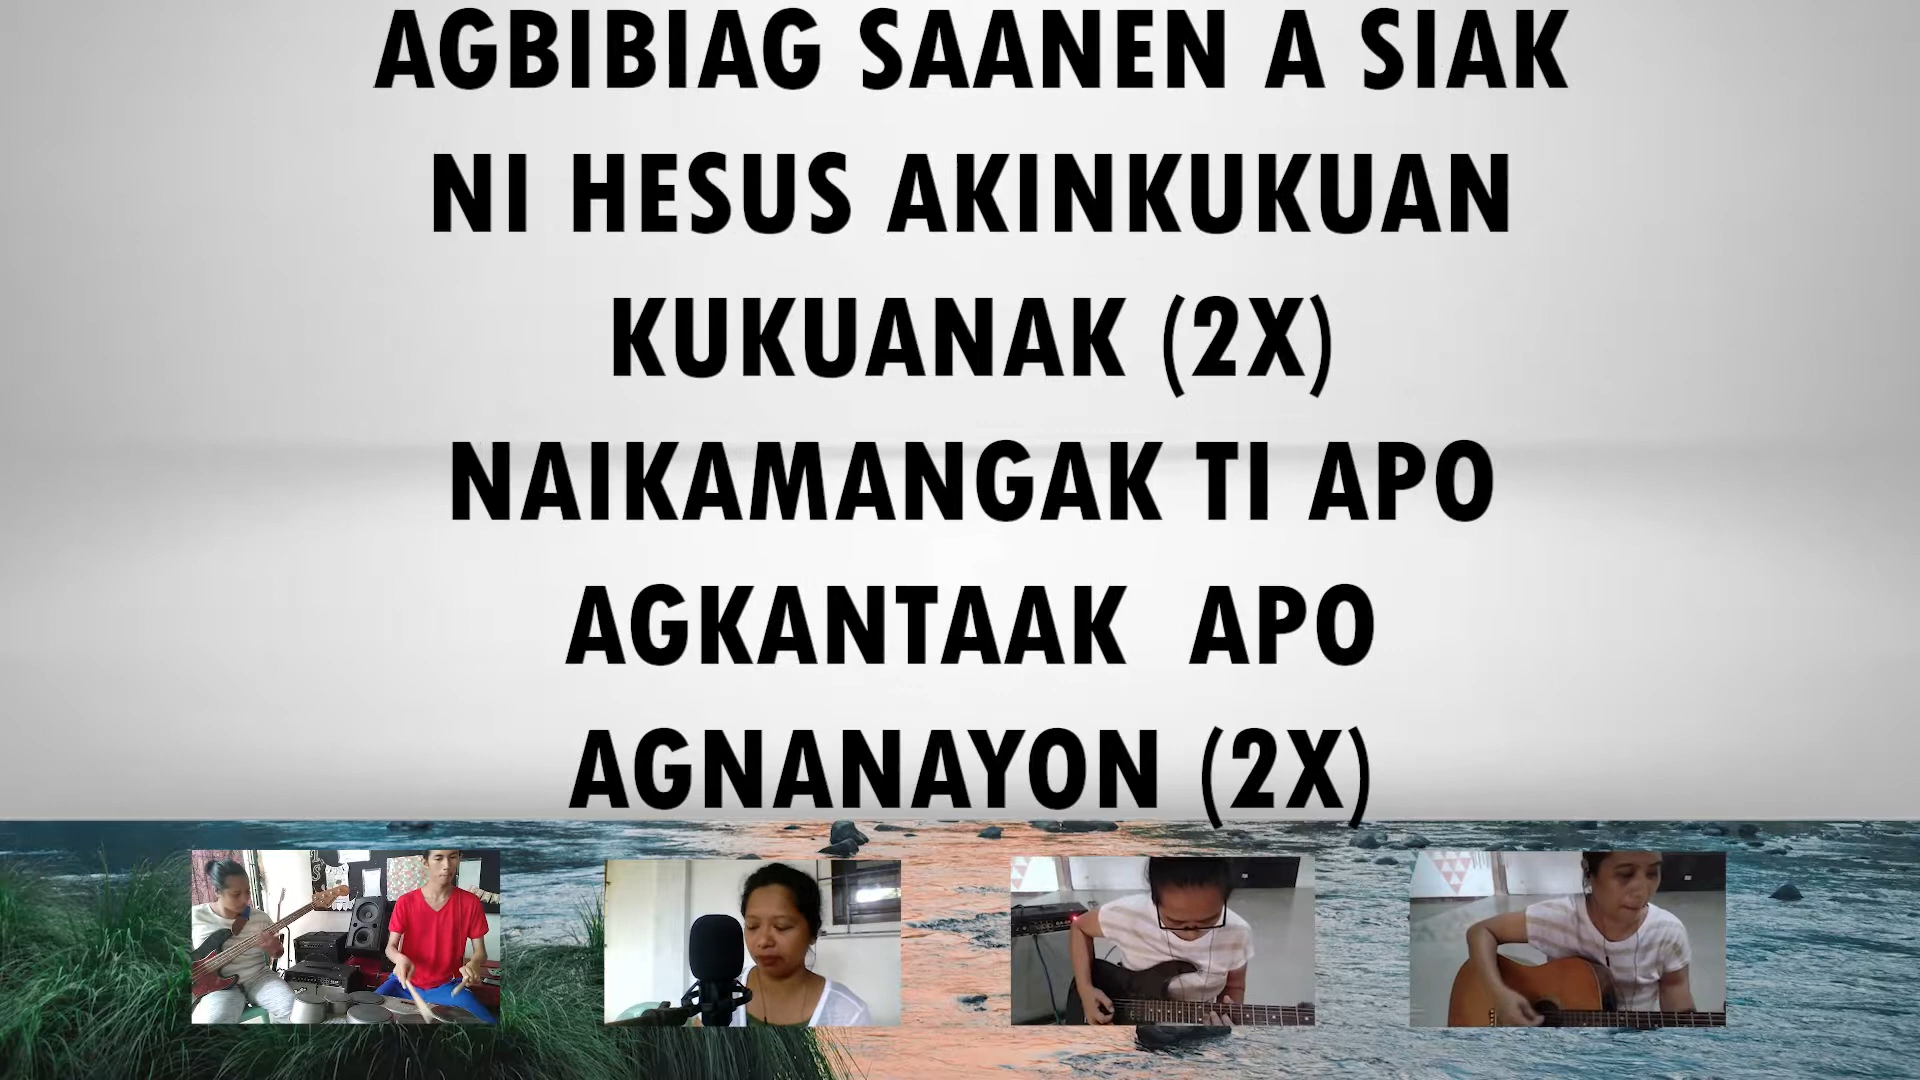 AGBIBIAG SAANEN A SIAK
NI HESUS AKINKUKUAN
KUKUANAK (2X)
NAIKAMANGAK TI APO
AGKANTAAK  APO
AGNANAYON (2X)